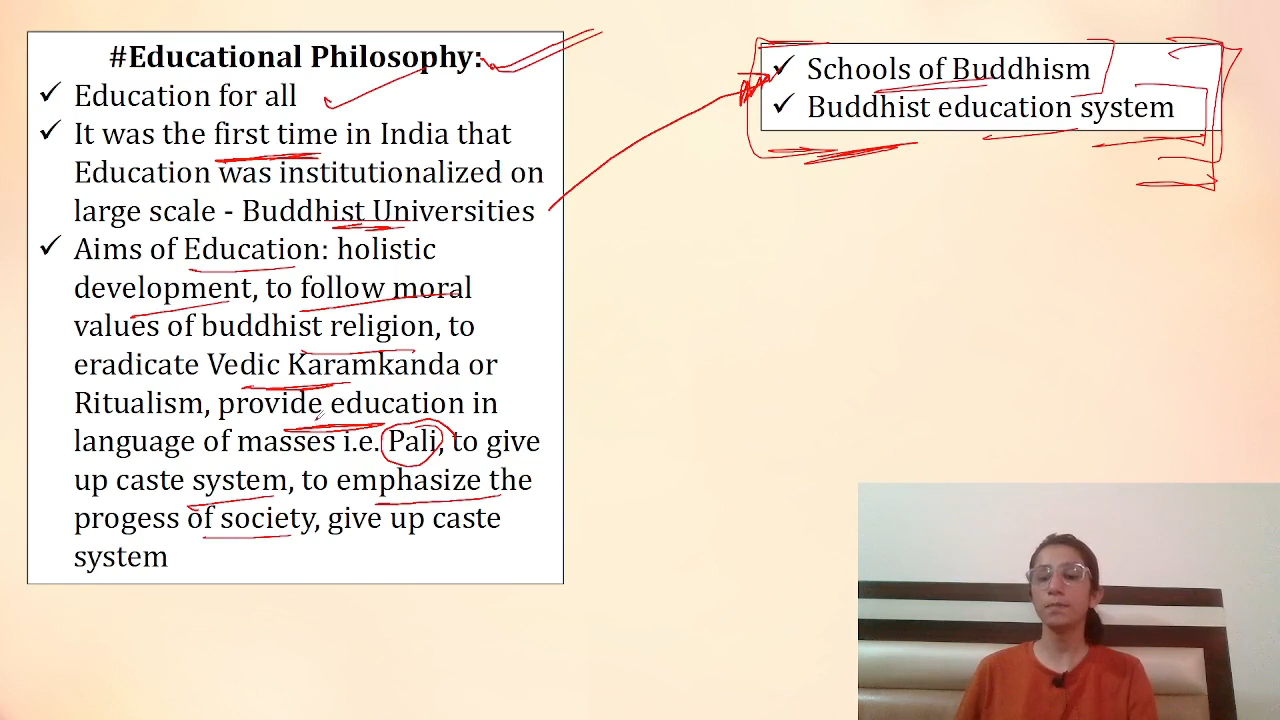 #Educational Philosophy:
✓ Education for all
✓ It was the first time in India that
Education was institutionalized on
large scale - Buddhist Universities
✓ Aims of Education: holistic
development, to follow moral
values of buddhist religion, to
eradicate Vedic Karamkanda or
Ritualism, provide education in
language of masses i.e. Pali, to give
up caste system, to emphasize the
progess of society, give up caste
system
✓ Schools of Buddhism
✓ Buddhist education system